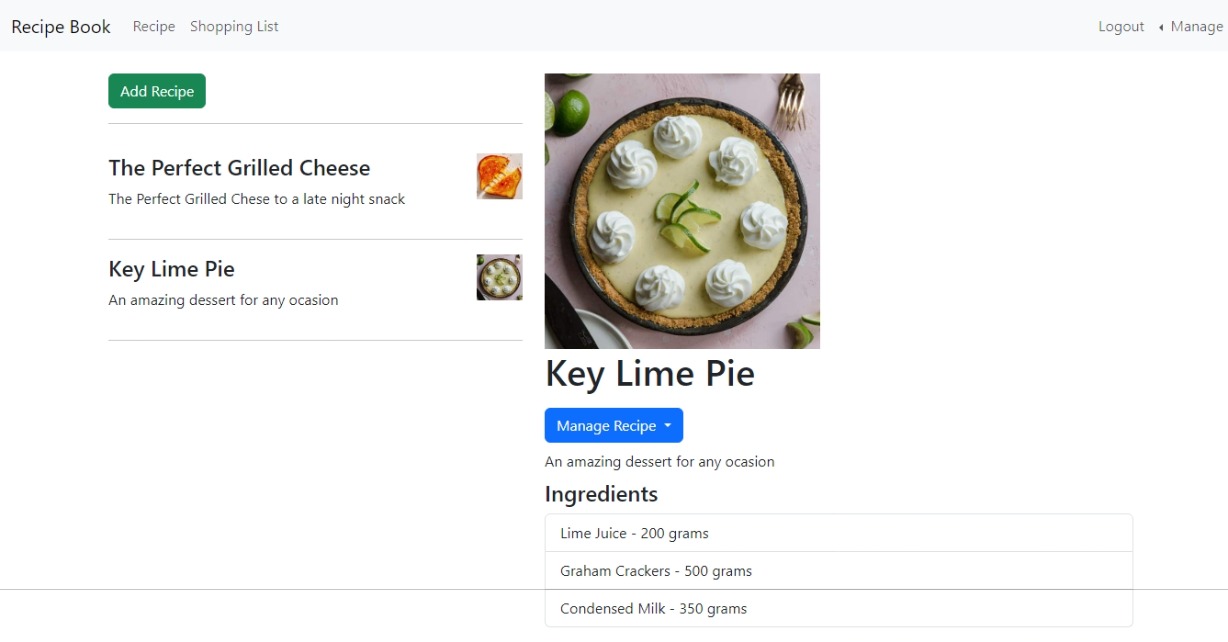 Recipe Book
Recipe
Shopping List
Logout
Manage
Add Recipe
The Perfect Grilled Cheese
The Perfect Grilled Chese to a late night snack
Key Lime Pie
An amazing dessert for any ocasion
Key Lime Pie
Manage Recipe
An amazing dessert for any ocasion
Ingredients
Lime Juice - 200 grams
Graham Crackers - 500 grams
Condensed Milk - 350 grams